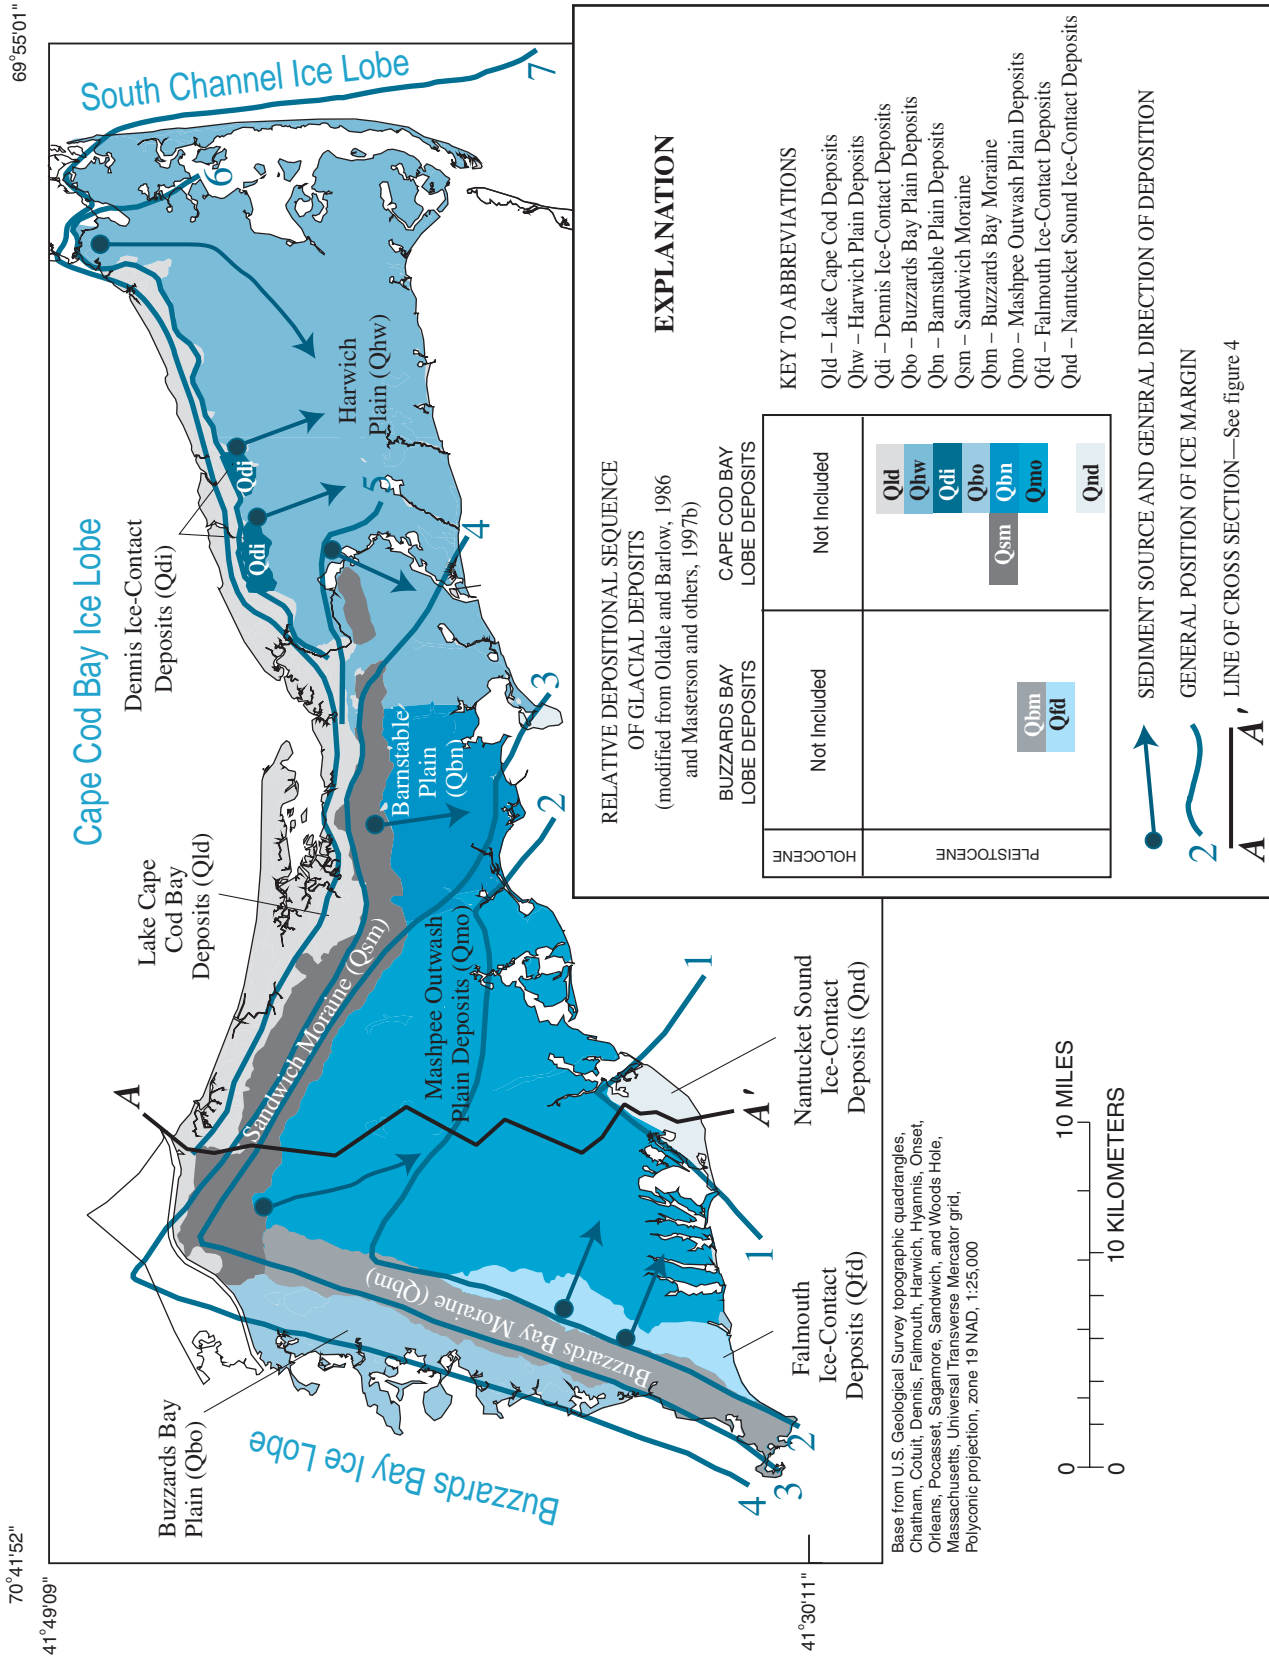 70°41'52"
69°55'01"
41°49'09"
41°30'11"
Cape Cod Bay Ice Lobe
South Channel Ice Lobe
Buzzards Bay Ice Lobe
Dennis Ice-Contact
Deposits (Qdi)
Lake Cape
Cod Bay
Deposits (Qld)
Buzzards Bay
Plain (Qbo)
Sandwich Moraine (Qsm)
Buzzards Bay Moraine (Qbm)
Mashpee Outwash
Plain Deposits (Qmo)
Barnstable
Plain
(Qbn)
Harwich
Plain (Qhw)
Qdi
Qdi
Falmouth
Ice-Contact
Deposits (Qfd)
Nantucket Sound
Ice-Contact
Deposits (Qnd)
A
A'
1
1
2
2
3
3
4
4
5
6
7
Base from U.S. Geological Survey topographic quadrangles,
Chatham, Cotuit, Dennis, Falmouth, Harwich, Hyannis, Onset,
Orleans, Pocasset, Sagamore, Sandwich, and Woods Hole,
Massachusetts, Universal Transverse Mercator grid,
Polyconic projection, zone 19 NAD, 1:25,000
0 10 MILES
0 10 KILOMETERS
EXPLANATION
RELATIVE DEPOSITIONAL SEQUENCE
OF GLACIAL DEPOSITS
(modified from Oldale and Barlow, 1986
and Masterson and others, 1997b)
BUZZARDS BAY
LOBE DEPOSITS
CAPE COD BAY
LOBE DEPOSITS
HOLOCENE
Not Included
Not Included
PLEISTOCENE
Qbm
Qfd
Qsm
Qld
Qhw
Qdi
Qbo
Qbn
Qmo
Qnd
KEY TO ABBREVIATIONS
Qld – Lake Cape Cod Deposits
Qhw – Harwich Plain Deposits
Qdi – Dennis Ice-Contact Deposits
Qbo – Buzzards Bay Plain Deposits
Qbn – Barnstable Plain Deposits
Qsm – Sandwich Moraine
Qbm – Buzzards Bay Moraine
Qmo – Mashpee Outwash Plain Deposits
Qfd – Falmouth Ice-Contact Deposits
Qnd – Nantucket Sound Ice-Contact Deposits
SEDIMENT SOURCE AND GENERAL DIRECTION OF DEPOSITION
2 GENERAL POSITION OF ICE MARGIN
A A' LINE OF CROSS SECTION—See figure 4